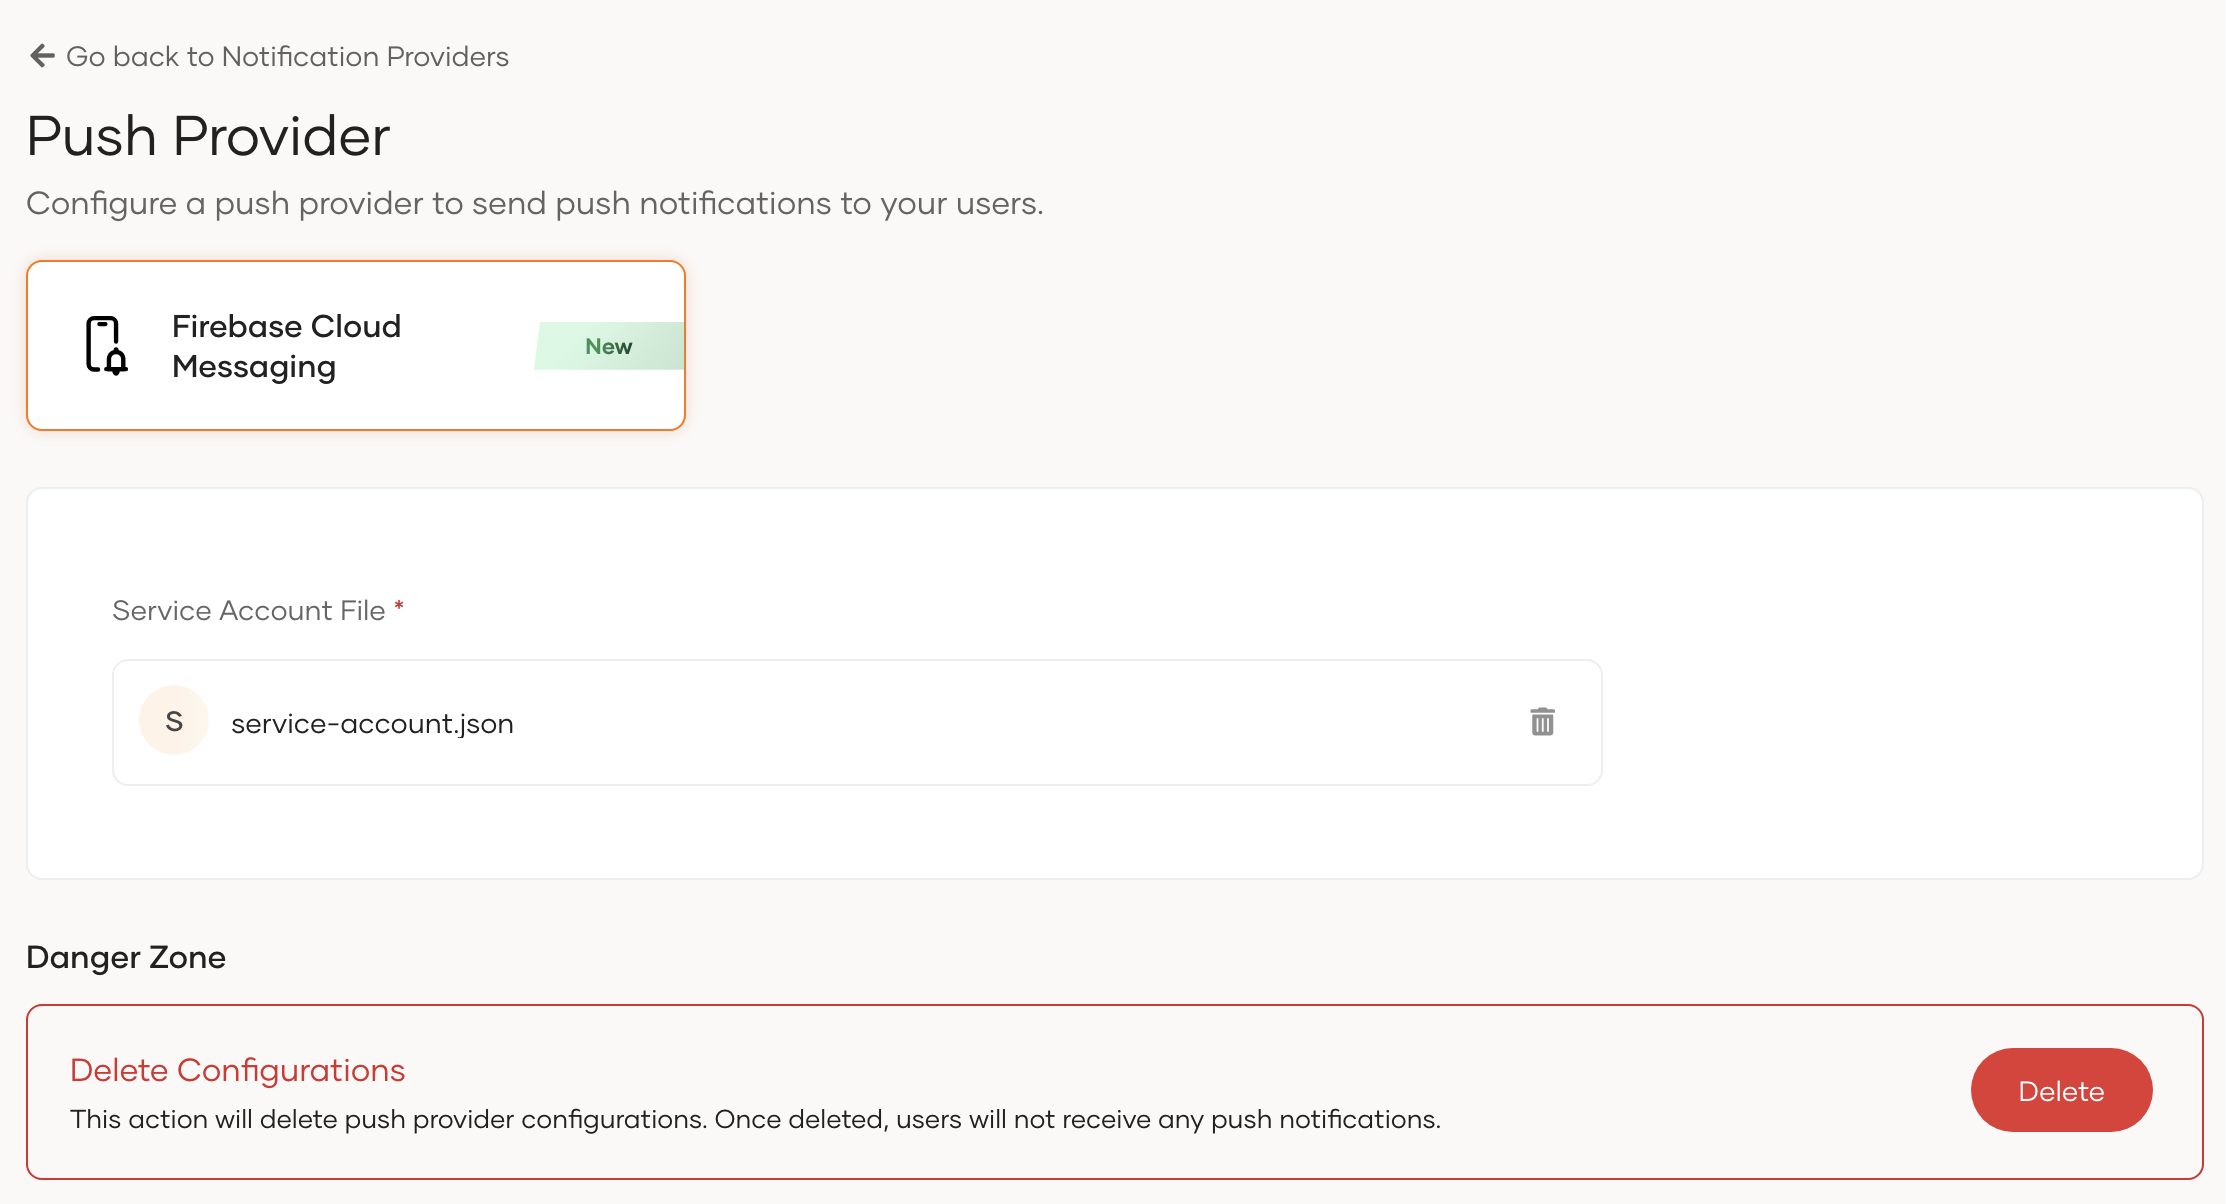 Go back to Notification Providers
Push Provider
Configure a push provider to send push notifications to your users.
Firebase Cloud
Messaging
New
Service Account File *
S
service-account.json
Danger Zone
Delete Configurations
This action will delete push provider configurations. Once deleted, users will not receive any push notifications.
Delete